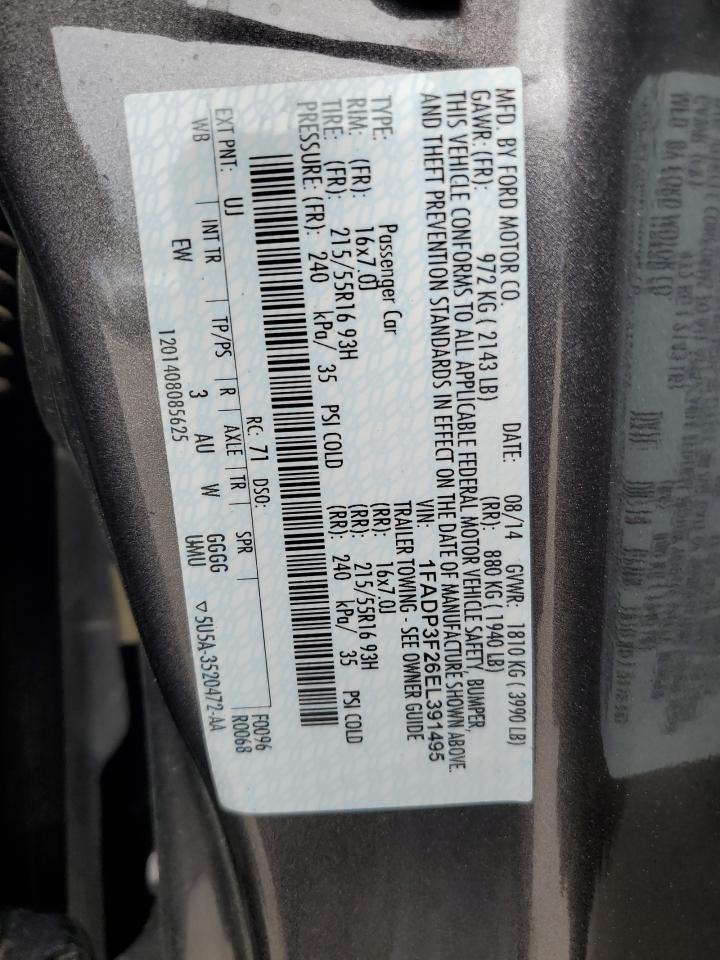 MFD. BY FORD MOTOR CO. DATE: 08/14 GVWR: 1810 KG ( 3990 LB)
GAWR: (FR): 972 KG ( 2143 LB) (RR): 880 KG ( 1940 LB)
THIS VEHICLE CONFORMS TO ALL APPLICABLE FEDERAL MOTOR VEHICLE SAFETY, BUMPER,
AND THEFT PREVENTION STANDARDS IN EFFECT ON THE DATE OF MANUFACTURE SHOWN ABOVE.
VIN: 1FADP3F26EL391495
TYPE: Passenger Car TRAILER TOWING - SEE OWNER GUIDE
RIM: (FR): 16x7.0J (RR): 16x7.0J
TIRE: (FR): 215/55R16 93H (RR): 215/55R16 93H
PRESSURE: (FR): 240 kPa/ 35 PSI COLD (RR): 240 kPa/ 35 PSI COLD
RC: 71 DSO: F0096
EXT PNT: UJ R0068
WB INT TR TP/PS R AXLE TR SPR
EW 3 AU W GGGG
UMU
1201408085625 ▽5U5A-3520472-AA